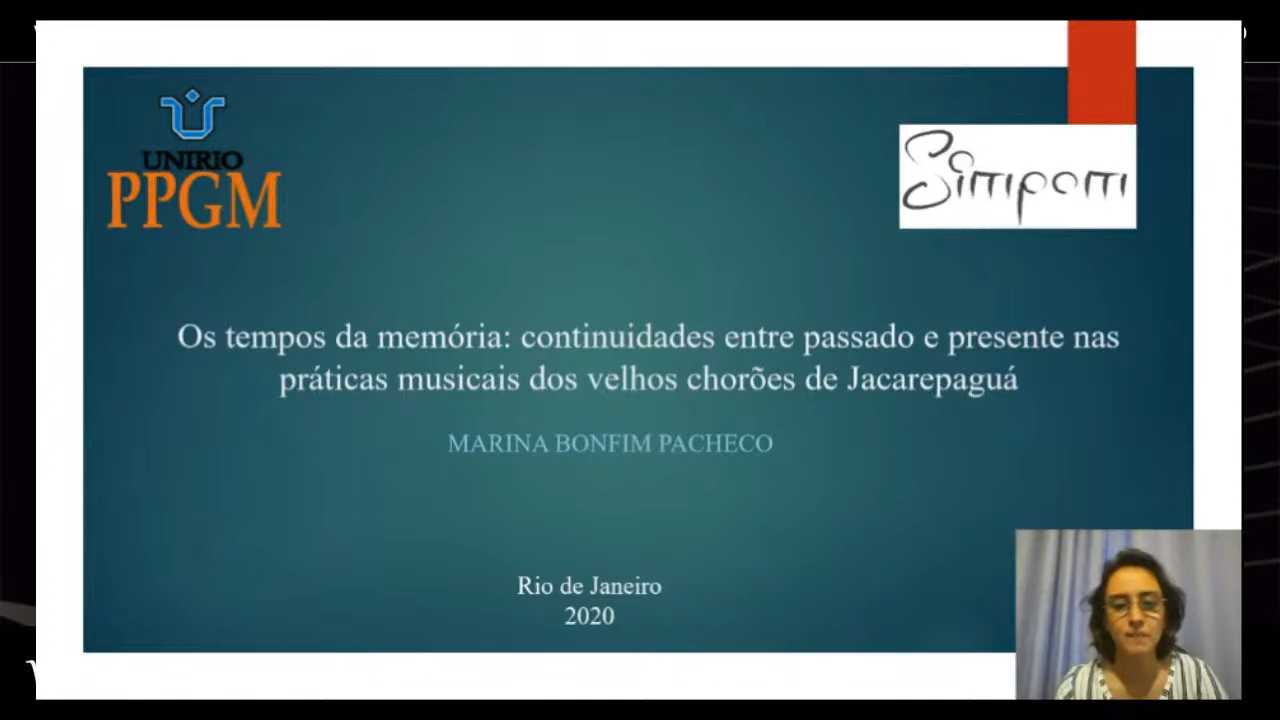 UNIRIO
PPGM
Simpom
Os tempos da memória: continuidades entre passado e presente nas
práticas musicais dos velhos chorões de Jacarepaguá
MARINA BONFIM PACHECO
Rio de Janeiro
2020